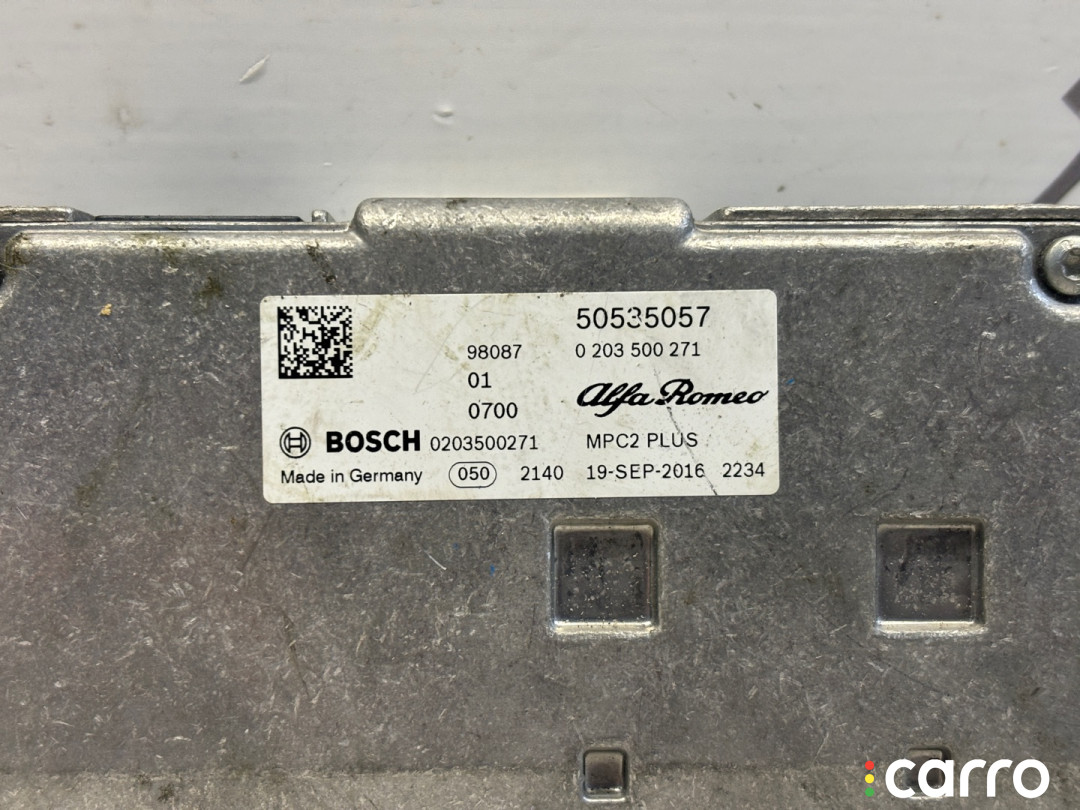 50535057
98087 0 203 500 271
01
0700 Alfa Romeo
BOSCH 0203500271 MPC2 PLUS
Made in Germany 050 2140 19-SEP-2016 2234
carro